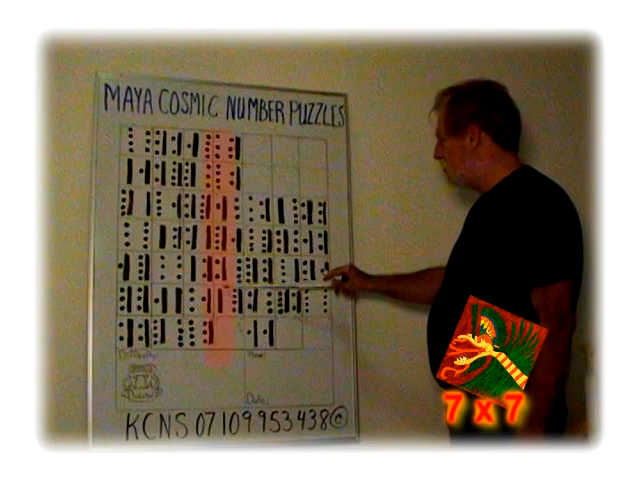 MAYA COSMIC NUMBER PUZZLES
Difficulty:
Date:
KCNS 07109953438©
7 x 7